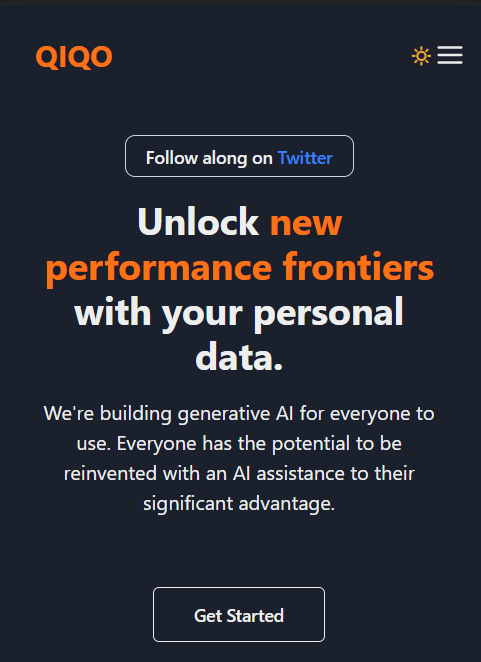 QIQO
Follow along on Twitter
Unlock new
performance frontiers
with your personal
data.
We're building generative AI for everyone to
use. Everyone has the potential to be
reinvented with an AI assistance to their
significant advantage.
Get Started